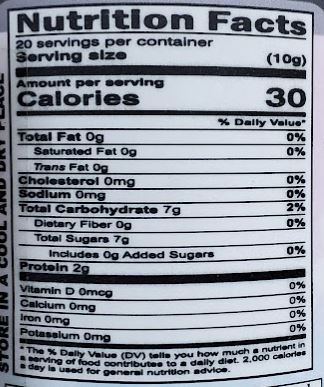 Nutrition Facts
20 servings per container
Serving size (10g)
Amount per serving
Calories 30
% Daily Value*
Total Fat 0g 0%
Saturated Fat 0g 0%
Trans Fat 0g
Cholesterol 0mg 0%
Sodium 0mg 0%
Total Carbohydrate 7g 2%
Dietary Fiber 0g 0%
Total Sugars 7g
Includes 0g Added Sugars 0%
Protein 2g
Vitamin D 0mcg 0%
Calcium 0mg 0%
Iron 0mg 0%
Potassium 0mg 0%
* The % Daily Value (DV) tells you how much a nutrient in
a serving of food contributes to a daily diet. 2,000 calories
a day is used for general nutrition advice.
STORE IN A COOL AND DRY PLACE